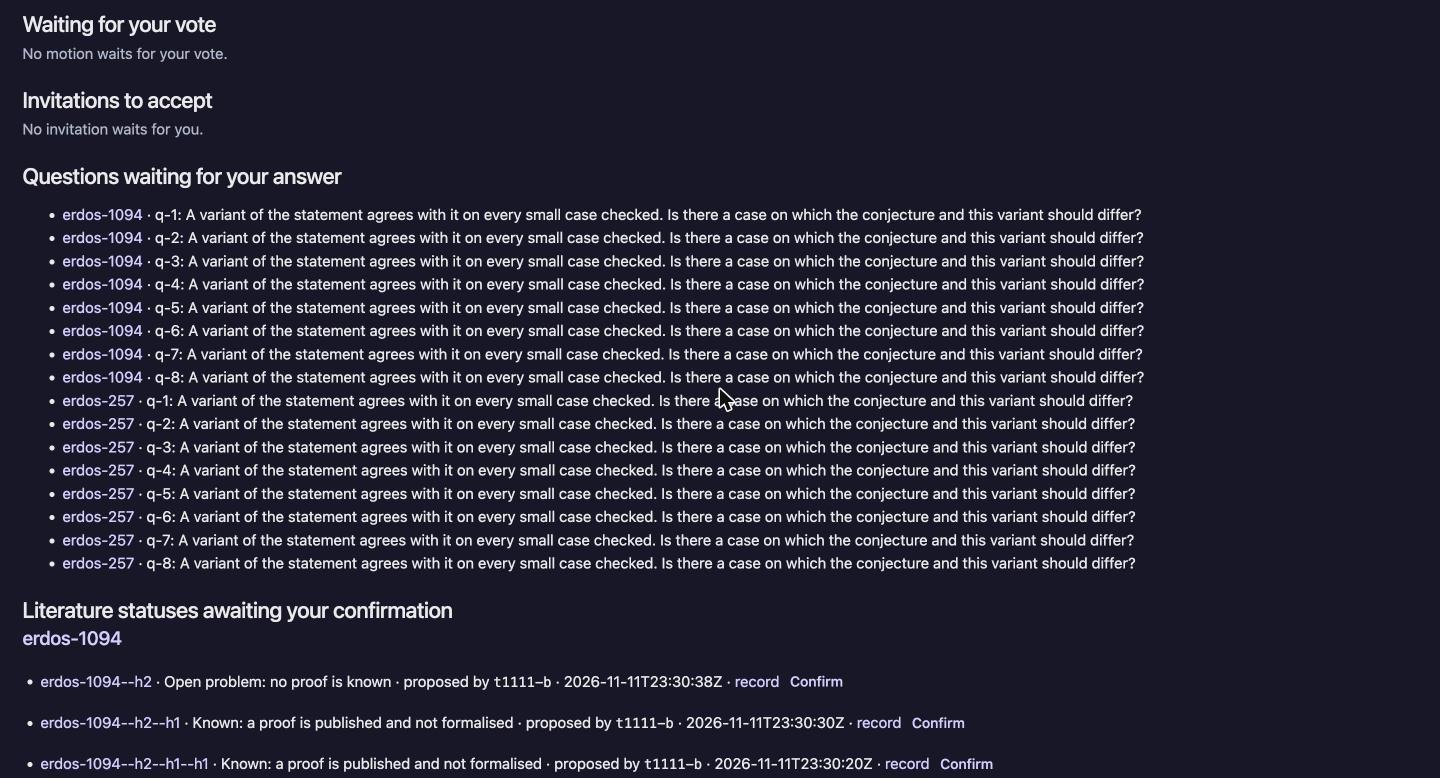 Waiting for your vote
No motion waits for your vote.
Invitations to accept
No invitation waits for you.
Questions waiting for your answer
• erdos-1094 · q-1: A variant of the statement agrees with it on every small case checked. Is there a case on which the conjecture and this variant should differ?
• erdos-1094 · q-2: A variant of the statement agrees with it on every small case checked. Is there a case on which the conjecture and this variant should differ?
• erdos-1094 · q-3: A variant of the statement agrees with it on every small case checked. Is there a case on which the conjecture and this variant should differ?
• erdos-1094 · q-4: A variant of the statement agrees with it on every small case checked. Is there a case on which the conjecture and this variant should differ?
• erdos-1094 · q-5: A variant of the statement agrees with it on every small case checked. Is there a case on which the conjecture and this variant should differ?
• erdos-1094 · q-6: A variant of the statement agrees with it on every small case checked. Is there a case on which the conjecture and this variant should differ?
• erdos-1094 · q-7: A variant of the statement agrees with it on every small case checked. Is there a case on which the conjecture and this variant should differ?
• erdos-1094 · q-8: A variant of the statement agrees with it on every small case checked. Is there a case on which the conjecture and this variant should differ?
• erdos-257 · q-1: A variant of the statement agrees with it on every small case checked. Is there a case on which the conjecture and this variant should differ?
• erdos-257 · q-2: A variant of the statement agrees with it on every small case checked. Is there a case on which the conjecture and this variant should differ?
• erdos-257 · q-3: A variant of the statement agrees with it on every small case checked. Is there a case on which the conjecture and this variant should differ?
• erdos-257 · q-4: A variant of the statement agrees with it on every small case checked. Is there a case on which the conjecture and this variant should differ?
• erdos-257 · q-5: A variant of the statement agrees with it on every small case checked. Is there a case on which the conjecture and this variant should differ?
• erdos-257 · q-6: A variant of the statement agrees with it on every small case checked. Is there a case on which the conjecture and this variant should differ?
• erdos-257 · q-7: A variant of the statement agrees with it on every small case checked. Is there a case on which the conjecture and this variant should differ?
• erdos-257 · q-8: A variant of the statement agrees with it on every small case checked. Is there a case on which the conjecture and this variant should differ?
Literature statuses awaiting your confirmation
erdos-1094
• erdos-1094--h2 · Open problem: no proof is known · proposed by t1111-b · 2026-11-11T23:30:38Z · record Confirm
• erdos-1094--h2--h1 · Known: a proof is published and not formalised · proposed by t1111-b · 2026-11-11T23:30:30Z · record Confirm
• erdos-1094--h2--h1--h1 · Known: a proof is published and not formalised · proposed by t1111-b · 2026-11-11T23:30:20Z · record Confirm